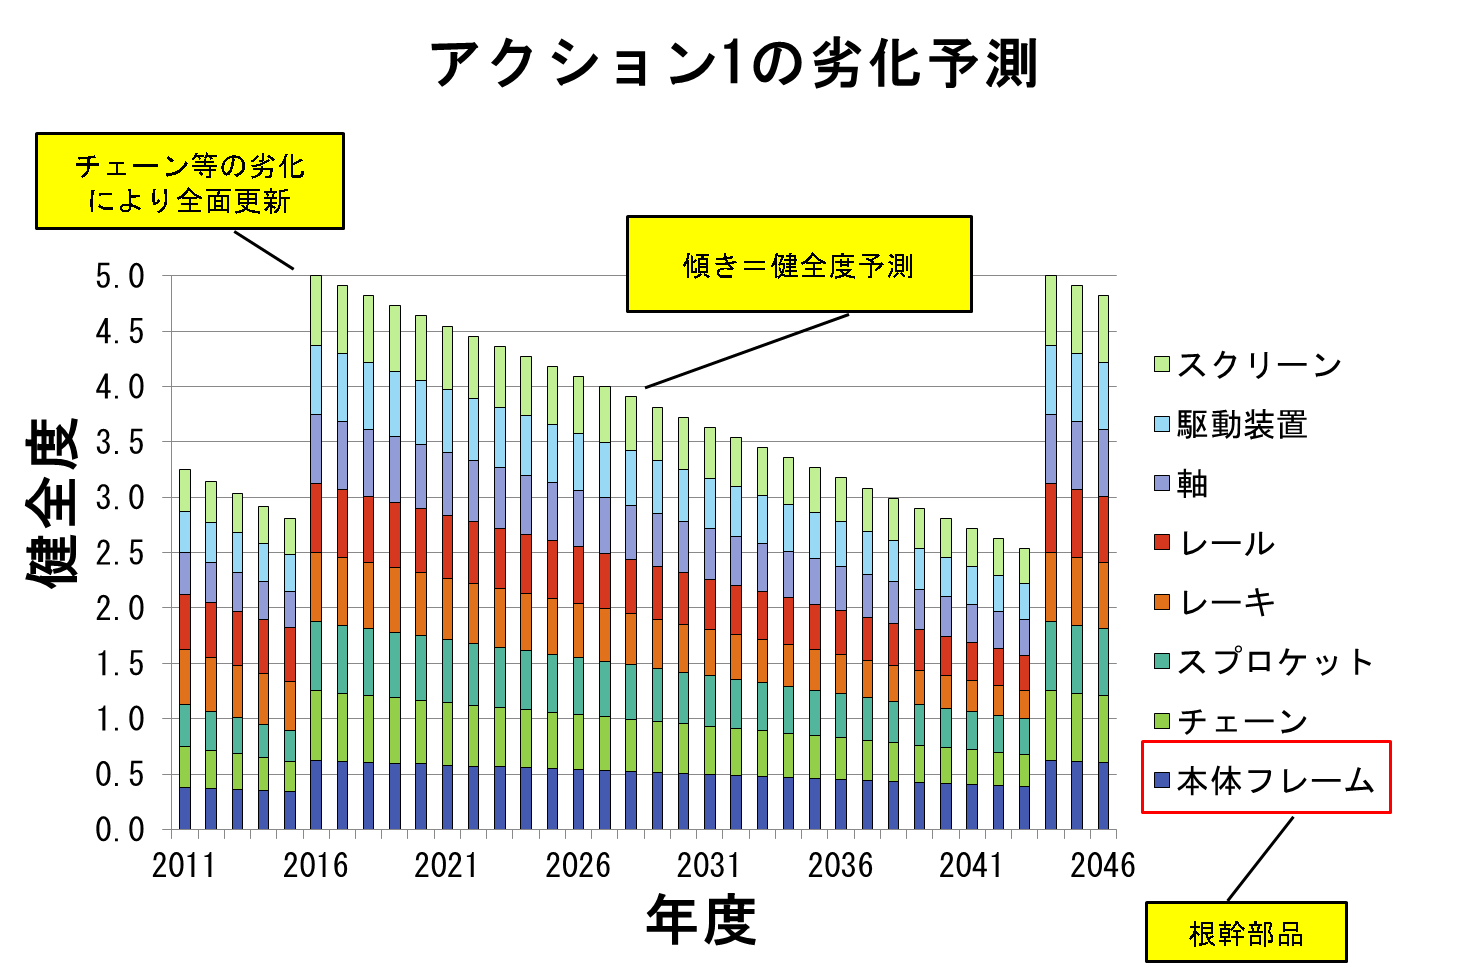 アクション1の劣化予測
チェーン等の劣化
により全面更新
傾き＝健全度予測
健全度
5.0
4.5
4.0
3.5
3.0
2.5
2.0
1.5
1.0
0.5
0.0
2011
2016
2021
2026
2031
2036
2041
2046
年度
スクリーン
駆動装置
軸
レール
レーキ
スプロケット
チェーン
本体フレーム
根幹部品